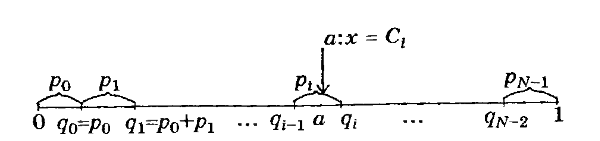 a:x = C_i
p_0 p_1 p_i p_{N-1}
0 q_0=p_0 q_1=p_0+p_1 ... q_{i-1} a q_i ... q_{N-2} 1